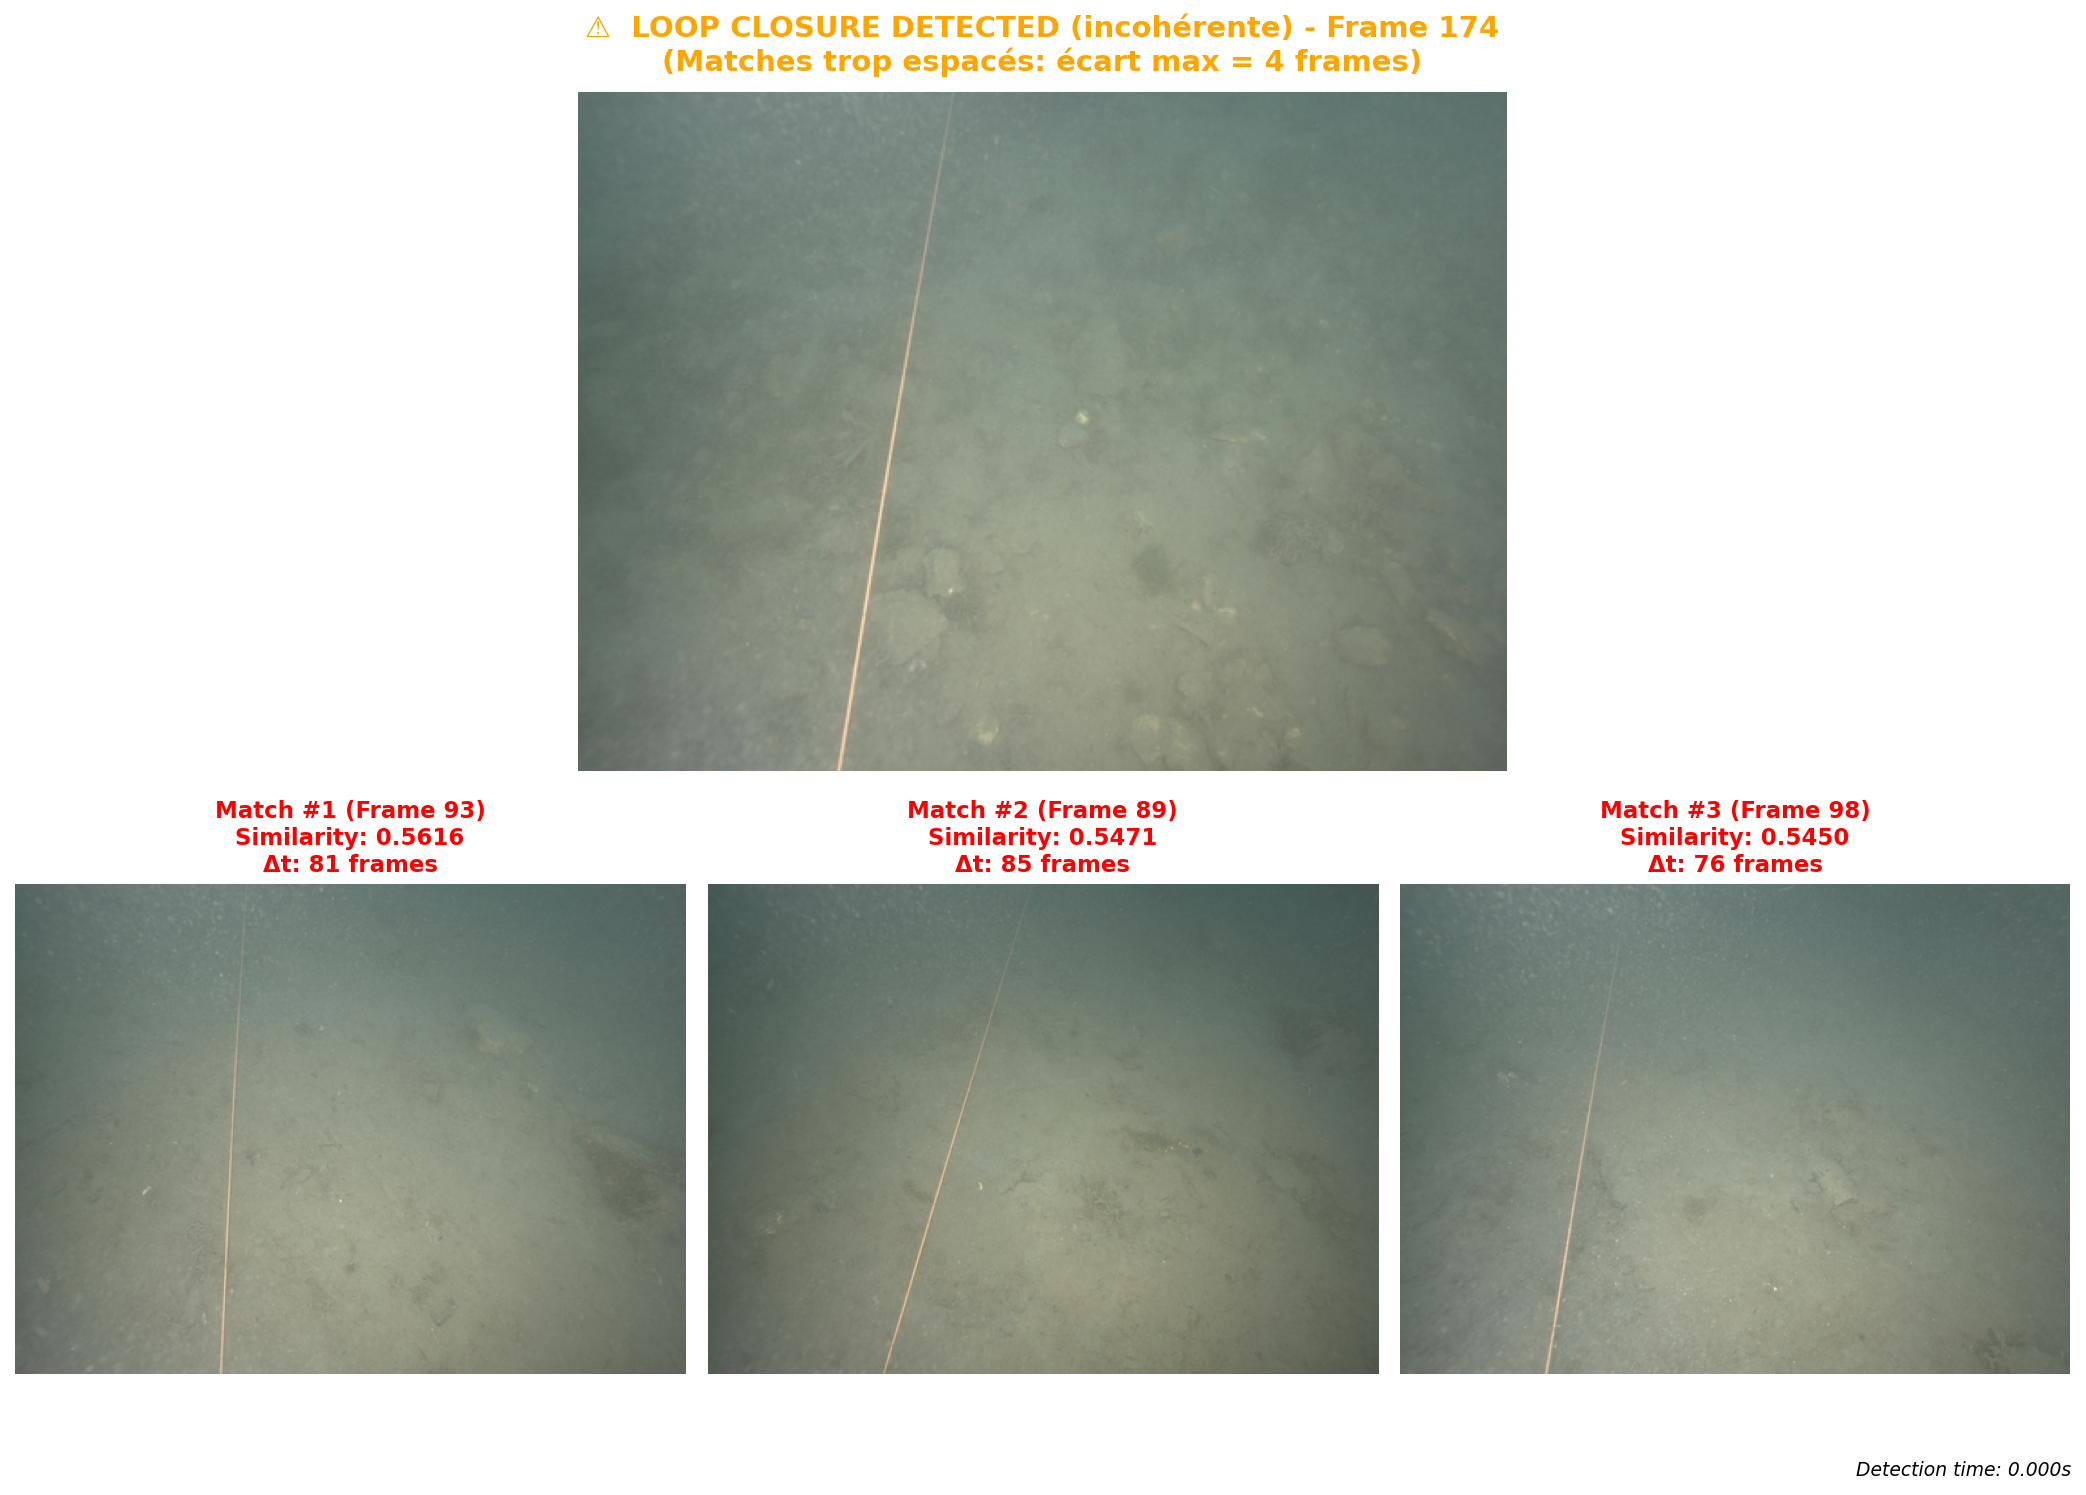 ⚠ LOOP CLOSURE DETECTED (incohérente) - Frame 174
(Matches trop espacés: écart max = 4 frames)
Match #1 (Frame 93)
Similarity: 0.5616
Δt: 81 frames
Match #2 (Frame 89)
Similarity: 0.5471
Δt: 85 frames
Match #3 (Frame 98)
Similarity: 0.5450
Δt: 76 frames
Detection time: 0.000s